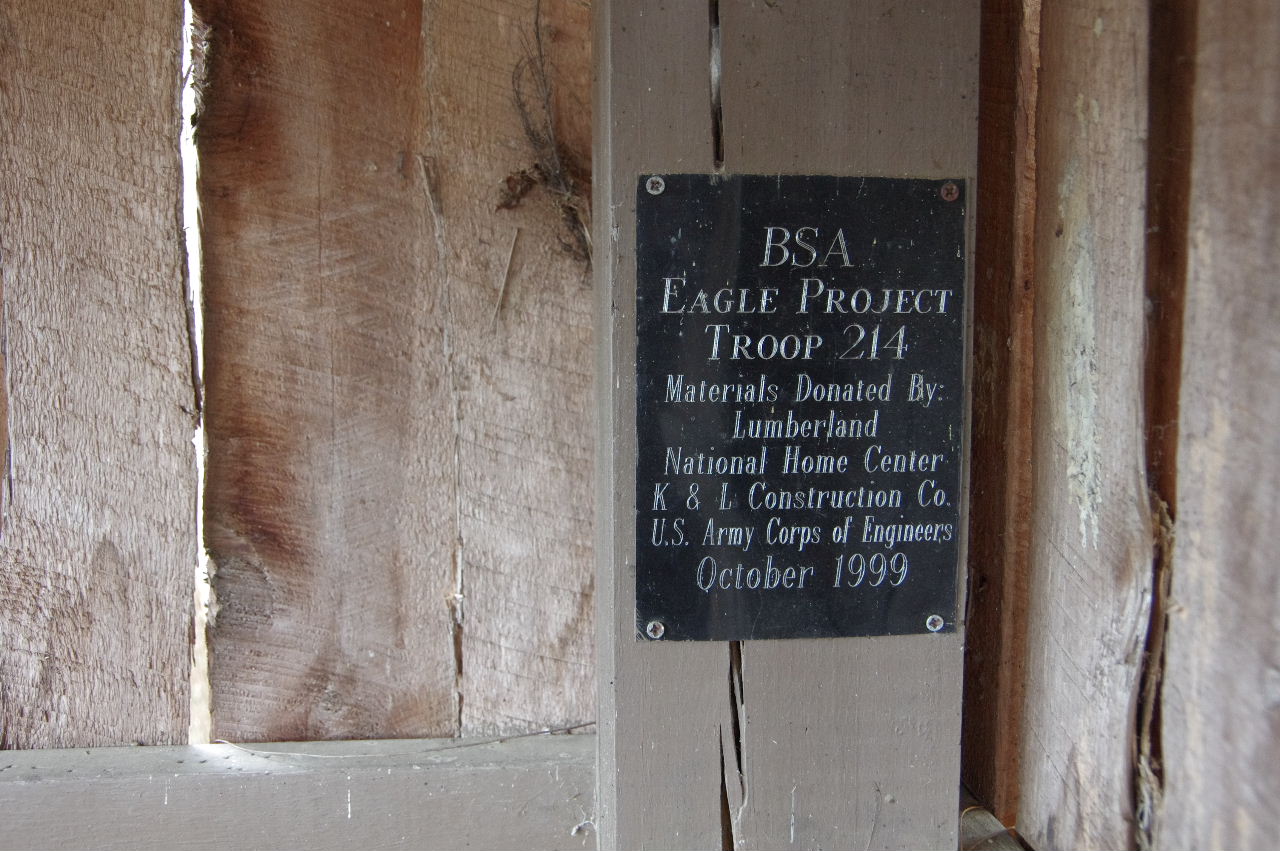 BSA
EAGLE PROJECT
TROOP 214
Materials Donated By:
Lumberland
National Home Center
K & L Construction Co.
U.S. Army Corps of Engineers
October 1999